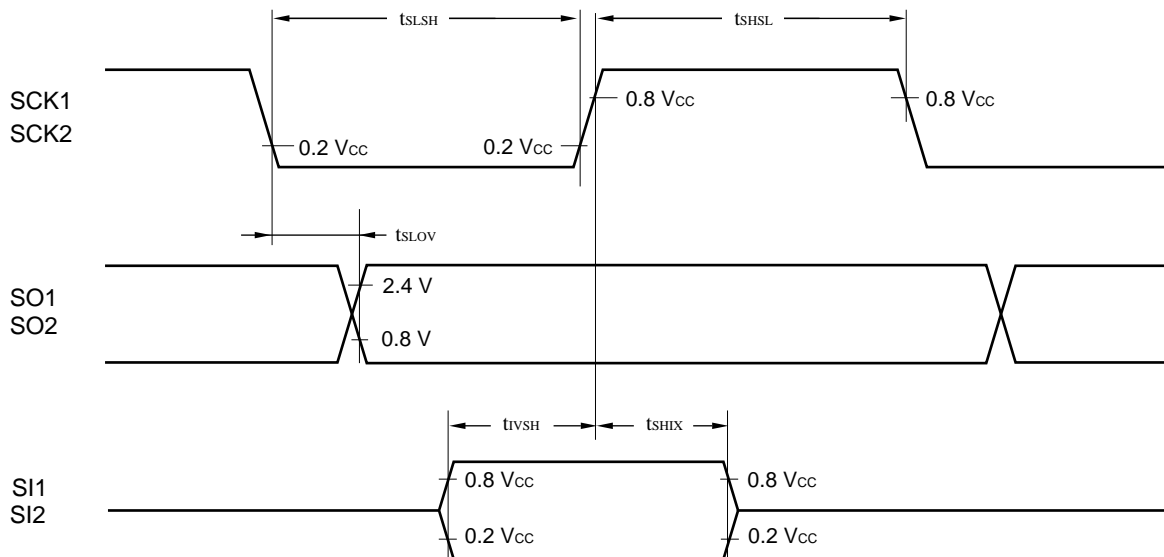 tSLSH tSHSL
SCK1 0.8 VCC 0.8 VCC
SCK2 0.2 VCC 0.2 VCC
tSLOV
SO1 2.4 V
SO2 0.8 V
tIVSH tSHIX
SI1 0.8 VCC 0.8 VCC
SI2 0.2 VCC 0.2 VCC